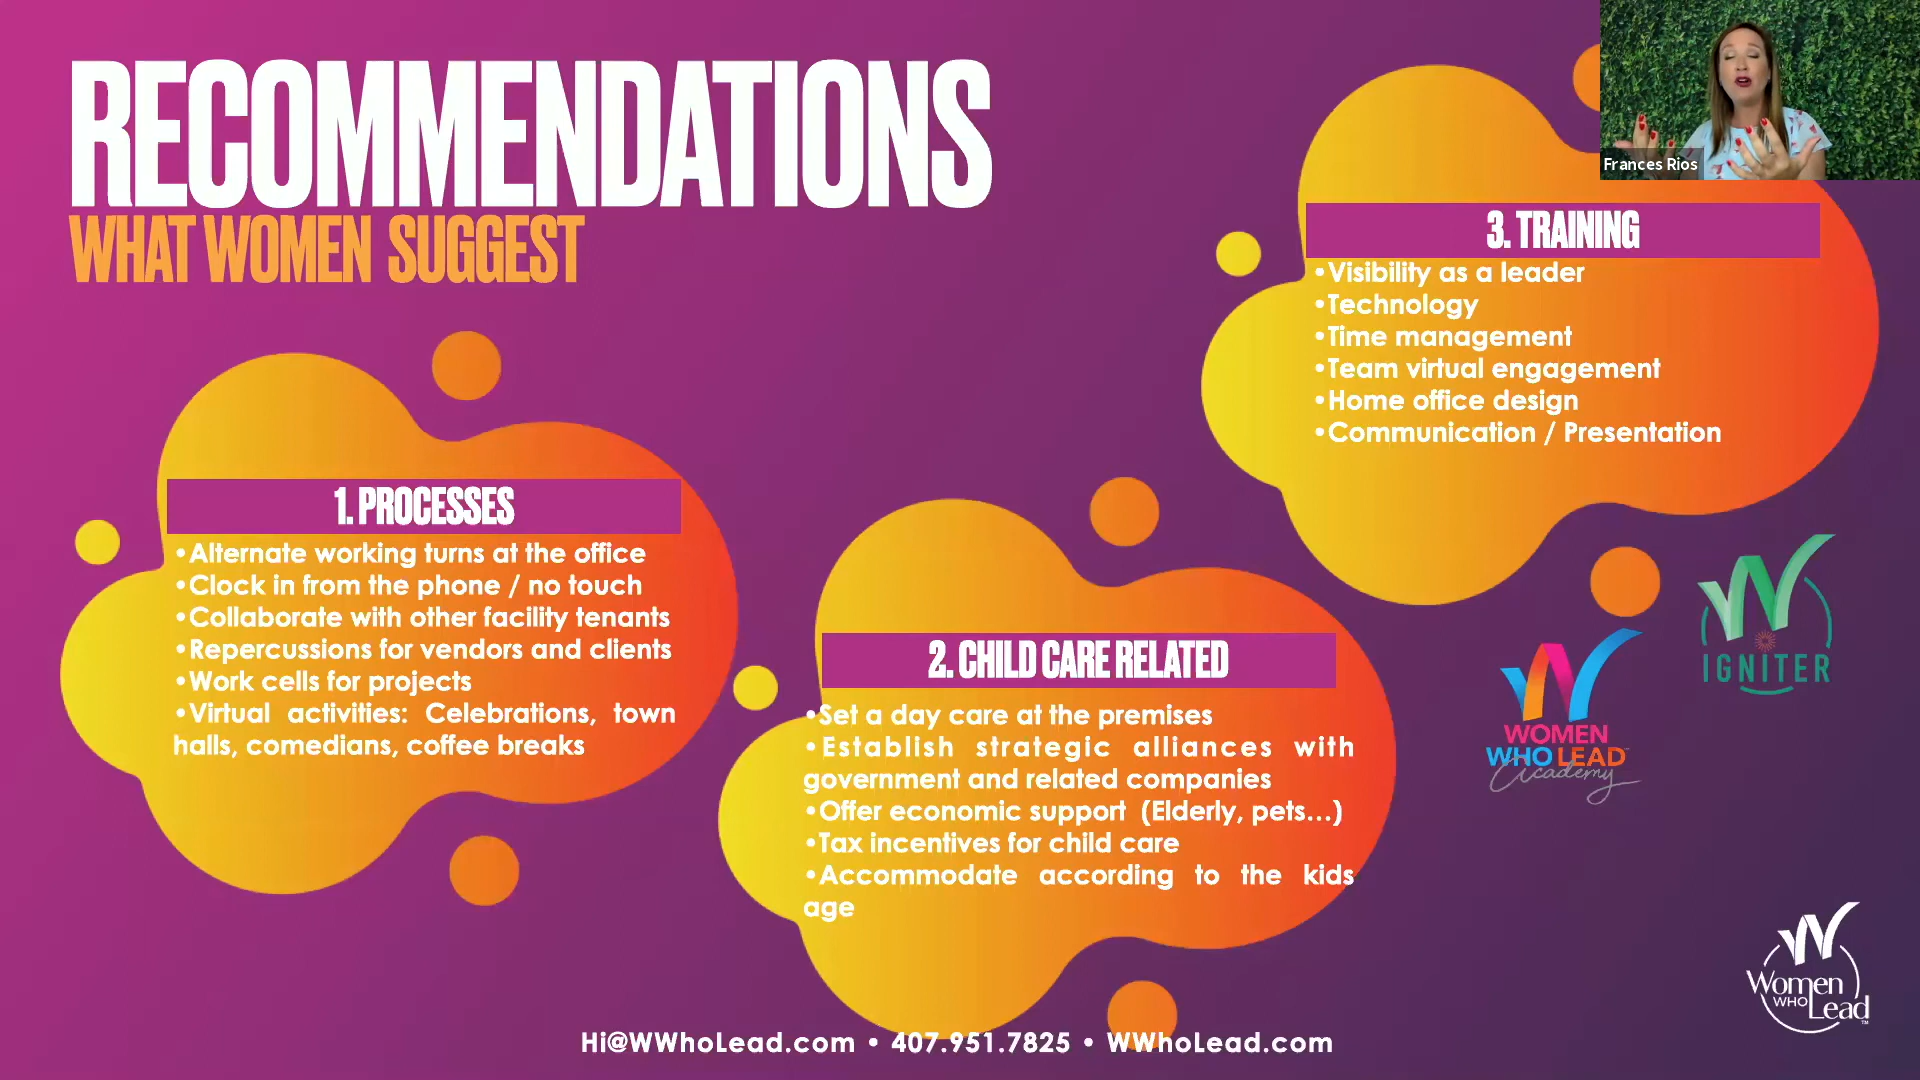 RECOMMENDATIONS
WHAT WOMEN SUGGEST
Frances Rios
1. PROCESSES
•Alternate working turns at the office
•Clock in from the phone / no touch
•Collaborate with other facility tenants
•Repercussions for vendors and clients
•Work cells for projects
•Virtual activities: Celebrations, town
halls, comedians, coffee breaks
2. CHILD CARE RELATED
•Set a day care at the premises
•Establish strategic alliances with
government and related companies
•Offer economic support (Elderly, pets...)
•Tax incentives for child care
•Accommodate according to the kids
age
3. TRAINING
•Visibility as a leader
•Technology
•Time management
•Team virtual engagement
•Home office design
•Communication / Presentation
IGNITER
WOMEN
WHO LEAD™
Academy
Women
WHO Lead™
Hi@WWhoLead.com • 407.951.7825 • WWhoLead.com